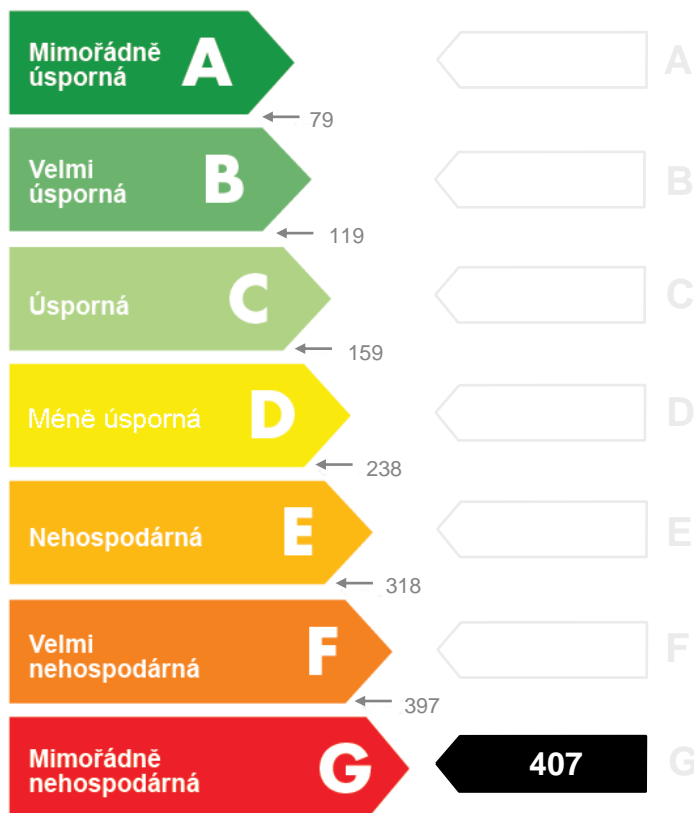 Mimořádně
úsporná
A
A
79
Velmi
úsporná
B
B
119
Úsporná
C
C
159
Méně úsporná
D
D
238
Nehospodárná
E
E
318
Velmi
nehospodárná
F
F
397
Mimořádně
nehospodárná
G
407
G